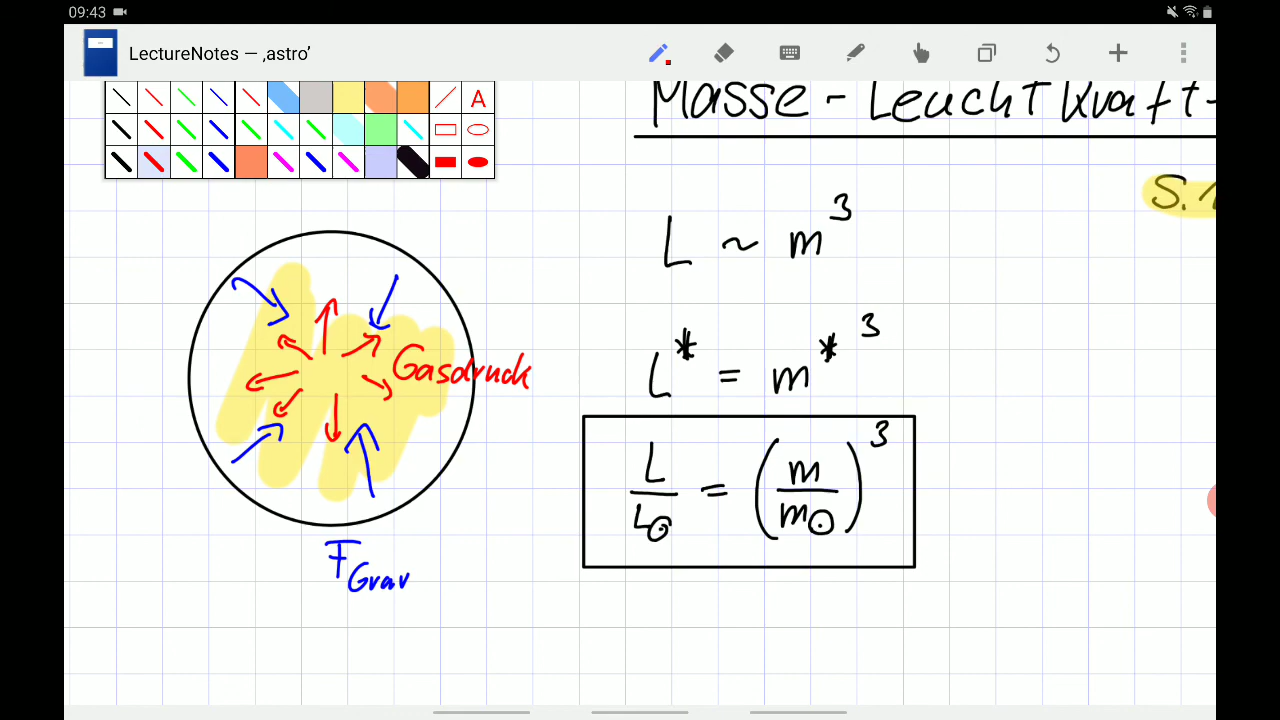 09:43
LectureNotes — ‚astro’
A
Masse - Leuchtkraft-
S.
L ~ m³
L* = m*³
Gasdruck
L/L☉ = (m/m☉)³
F Grav